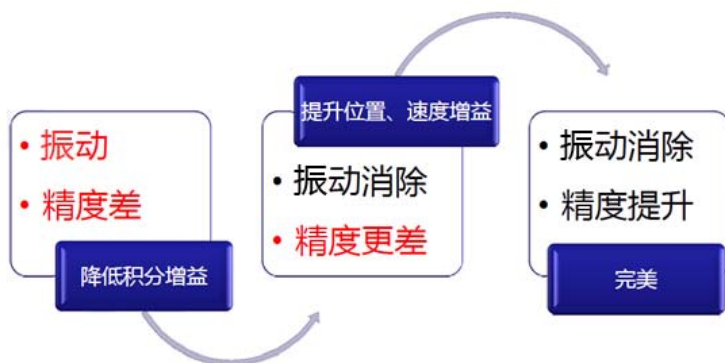 • 振动
• 精度差
降低积分增益
提升位置、速度增益
• 振动消除
• 精度更差
• 振动消除
• 精度提升
完美